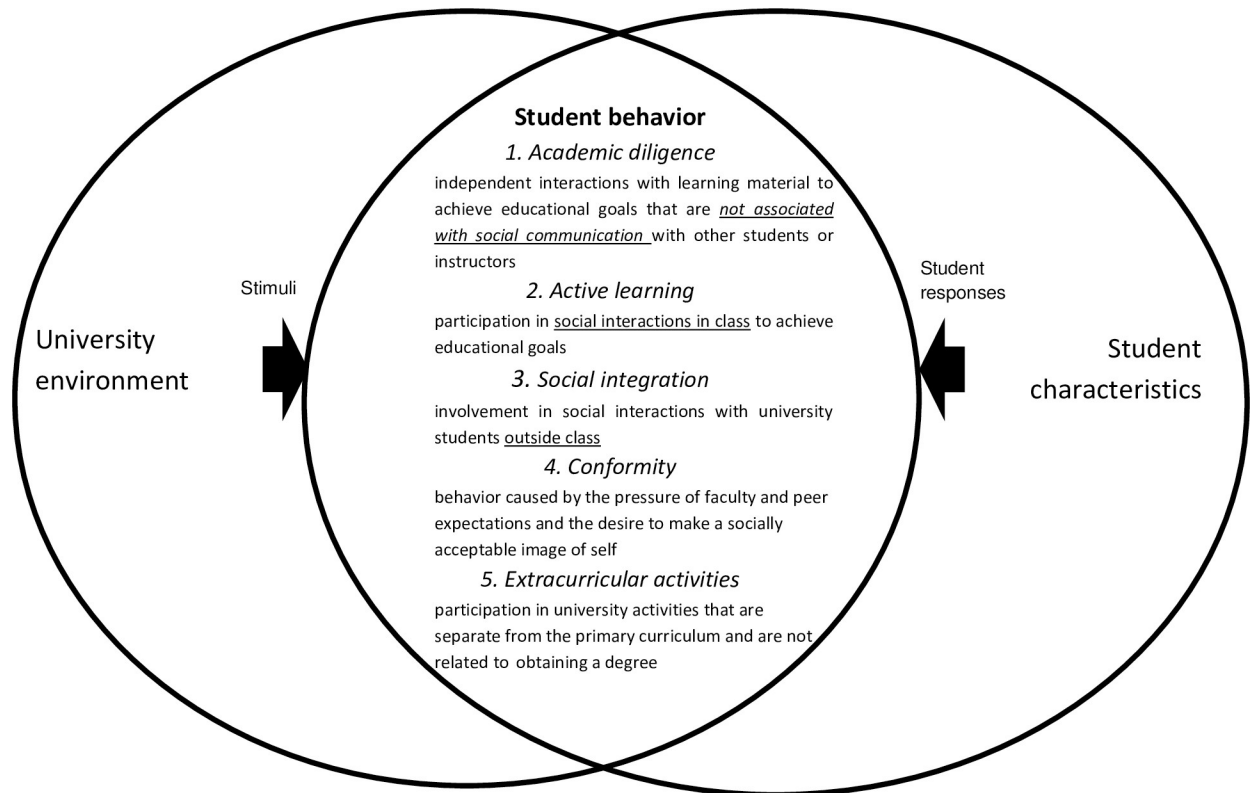 Student behavior
1. Academic diligence
independent interactions with learning material to
achieve educational goals that are not associated
with social communication with other students or
instructors
2. Active learning
participation in social interactions in class to achieve
educational goals
3. Social integration
involvement in social interactions with university
students outside class
4. Conformity
behavior caused by the pressure of faculty and peer
expectations and the desire to make a socially
acceptable image of self
5. Extracurricular activities
participation in university activities that are
separate from the primary curriculum and are not
related to obtaining a degree
Stimuli
University
environment
Student
responses
Student
characteristics